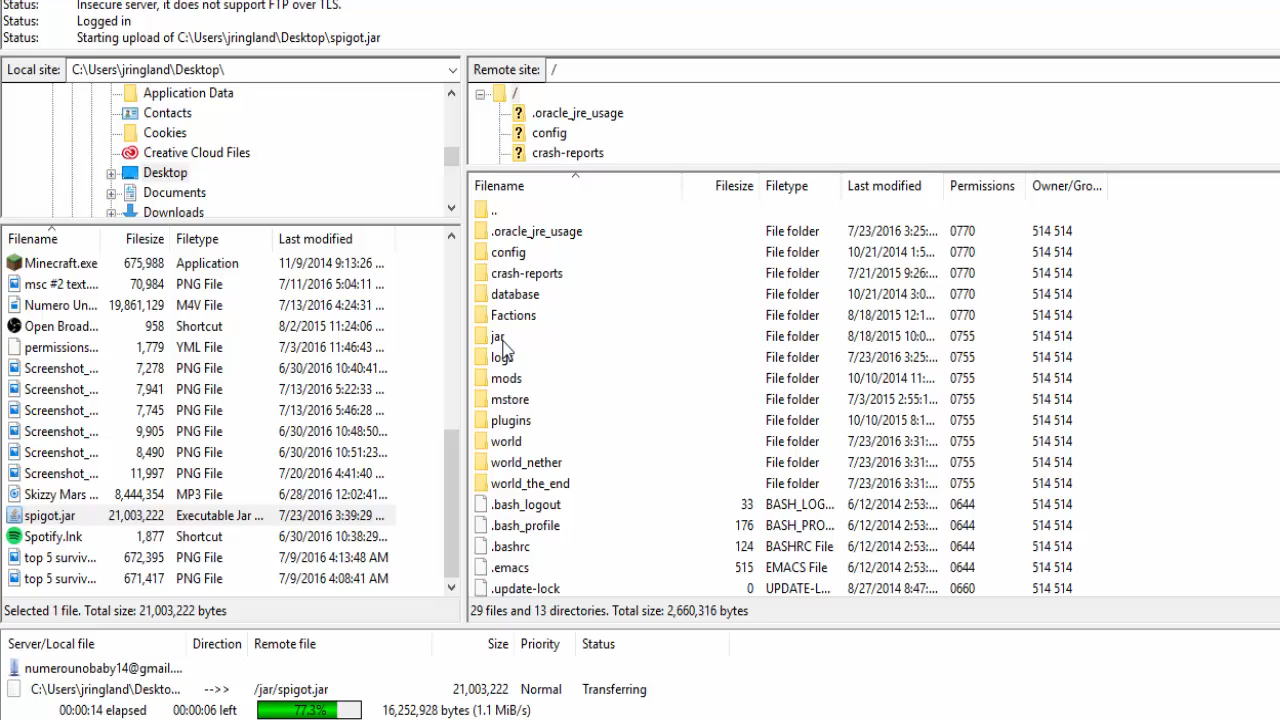 Status: Insecure server, it does not support FTP over TLS.
Status: Logged in
Status: Starting upload of C:\Users\jringland\Desktop\spigot.jar
Local site: C:\Users\jringland\Desktop\
Remote site: /
Application Data
Contacts
Cookies
Creative Cloud Files
Desktop
Documents
Downloads
/
.oracle_jre_usage
config
crash-reports
Filename Filesize Filetype Last modified
Minecraft.exe 675,988 Application 11/9/2014 9:13:26 ...
msc #2 text.... 70,984 PNG File 7/11/2016 5:04:11 ...
Numero Un... 19,861,129 M4V File 7/13/2016 4:24:31 ...
Open Broad... 958 Shortcut 8/2/2015 11:24:06 ...
permissions... 1,779 YML File 7/3/2016 11:46:43 ...
Screenshot_... 7,278 PNG File 6/30/2016 10:40:41...
Screenshot_... 7,941 PNG File 7/13/2016 5:22:33 ...
Screenshot_... 7,745 PNG File 7/13/2016 5:46:28 ...
Screenshot_... 9,905 PNG File 6/30/2016 10:48:50...
Screenshot_... 8,490 PNG File 6/30/2016 10:51:23...
Screenshot_... 11,997 PNG File 7/20/2016 4:41:40 ...
Skizzy Mars ... 8,444,354 MP3 File 6/28/2016 12:02:41...
spigot.jar 21,003,222 Executable Jar ... 7/23/2016 3:39:29 ...
Spotify.lnk 1,877 Shortcut 6/30/2016 10:38:29...
top 5 surviv... 672,395 PNG File 7/9/2016 4:13:48 AM
top 5 surviv... 671,417 PNG File 7/9/2016 4:08:41 AM
Selected 1 file. Total size: 21,003,222 bytes
Filename Filesize Filetype Last modified Permissions Owner/Gro...
..
.oracle_jre_usage File folder 7/23/2016 3:25:... 0770 514 514
config File folder 10/21/2014 1:5... 0770 514 514
crash-reports File folder 7/21/2015 9:26:... 0770 514 514
database File folder 10/21/2014 3:0... 0770 514 514
Factions File folder 8/18/2015 12:1... 0770 514 514
jar File folder 8/18/2015 10:0... 0755 514 514
logs File folder 7/23/2016 3:25:... 0755 514 514
mods File folder 10/10/2014 11:... 0755 514 514
mstore File folder 7/3/2015 2:55:1... 0755 514 514
plugins File folder 10/10/2015 8:1... 0755 514 514
world File folder 7/23/2016 3:31:... 0755 514 514
world_nether File folder 7/23/2016 3:31:... 0755 514 514
world_the_end File folder 7/23/2016 3:31:... 0755 514 514
.bash_logout 33 BASH_LOG... 6/12/2014 2:53:... 0644 514 514
.bash_profile 176 BASH_PRO... 6/12/2014 2:53:... 0644 514 514
.bashrc 124 BASHRC File 6/12/2014 2:53:... 0644 514 514
.emacs 515 EMACS File 6/12/2014 2:53:... 0644 514 514
.update-lock 0 UPDATE-L... 8/27/2014 8:47:... 0660 514 514
29 files and 13 directories. Total size: 2,660,316 bytes
Server/Local file Direction Remote file Size Priority Status
numerounobaby14@gmail....
C:\Users\jringland\Deskto... -->> /jar/spigot.jar 21,003,222 Normal Transferring
00:00:14 elapsed 00:00:06 left 77.3% 16,252,928 bytes (1.1 MiB/s)